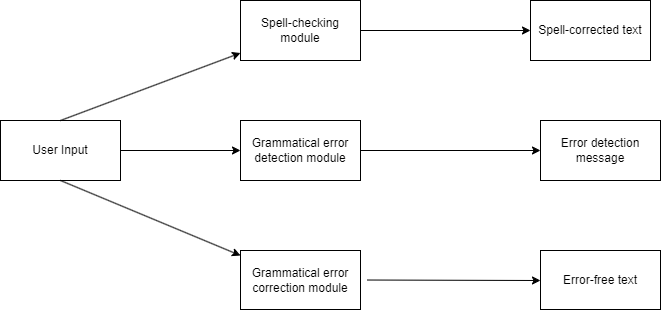 Spell-checking
module
Spell-corrected text
User Input
Grammatical error
detection module
Error detection
message
Grammatical error
correction module
Error-free text